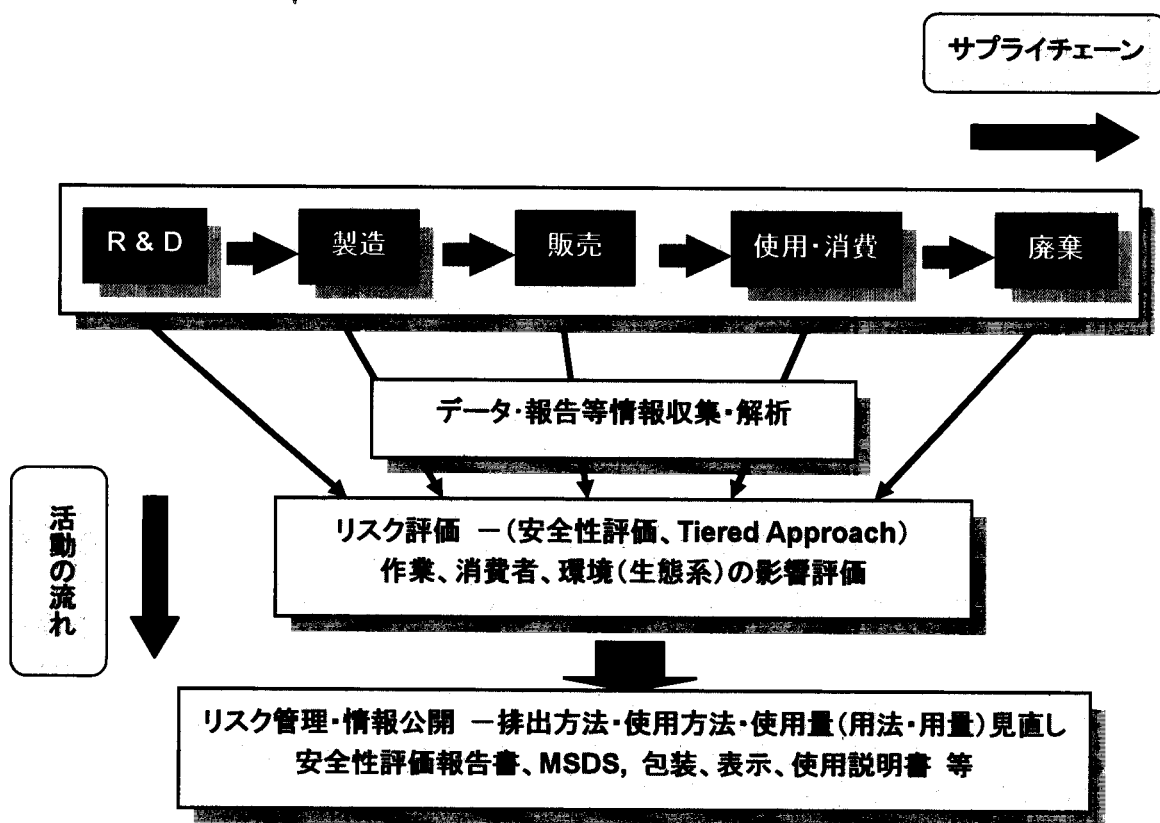 サプライチェーン
R & D
製造
販売
使用・消費
廃棄
データ・報告等情報収集・解析
活動の流れ
リスク評価 －(安全性評価、Tiered Approach)
作業、消費者、環境(生態系)の影響評価
リスク管理・情報公開 －排出方法・使用方法・使用量(用法・用量)見直し
安全性評価報告書、MSDS, 包装、表示、使用説明書 等